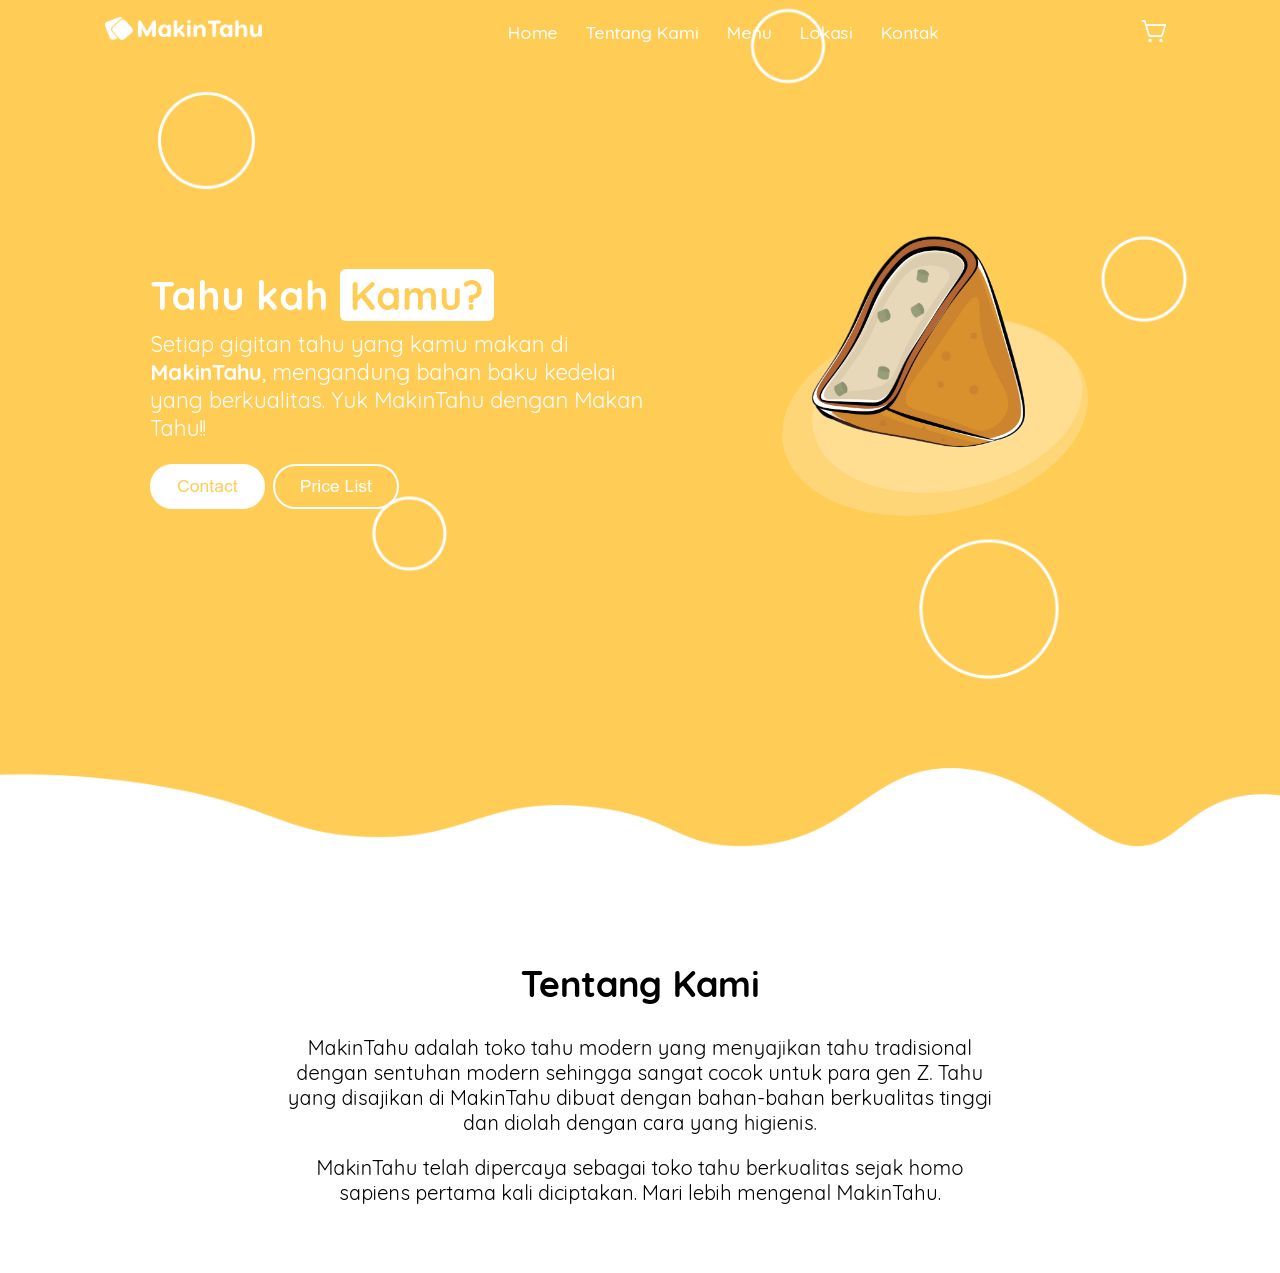 MakinTahu
Home Tentang Kami Menu Lokasi Kontak
Tahu kah Kamu?
Setiap gigitan tahu yang kamu makan di
MakinTahu, mengandung bahan baku kedelai
yang berkualitas. Yuk MakinTahu dengan Makan
Tahu!!
Contact Price List
Tentang Kami
MakinTahu adalah toko tahu modern yang menyajikan tahu tradisional
dengan sentuhan modern sehingga sangat cocok untuk para gen Z. Tahu
yang disajikan di MakinTahu dibuat dengan bahan-bahan berkualitas tinggi
dan diolah dengan cara yang higienis.
MakinTahu telah dipercaya sebagai toko tahu berkualitas sejak homo
sapiens pertama kali diciptakan. Mari lebih mengenal MakinTahu.